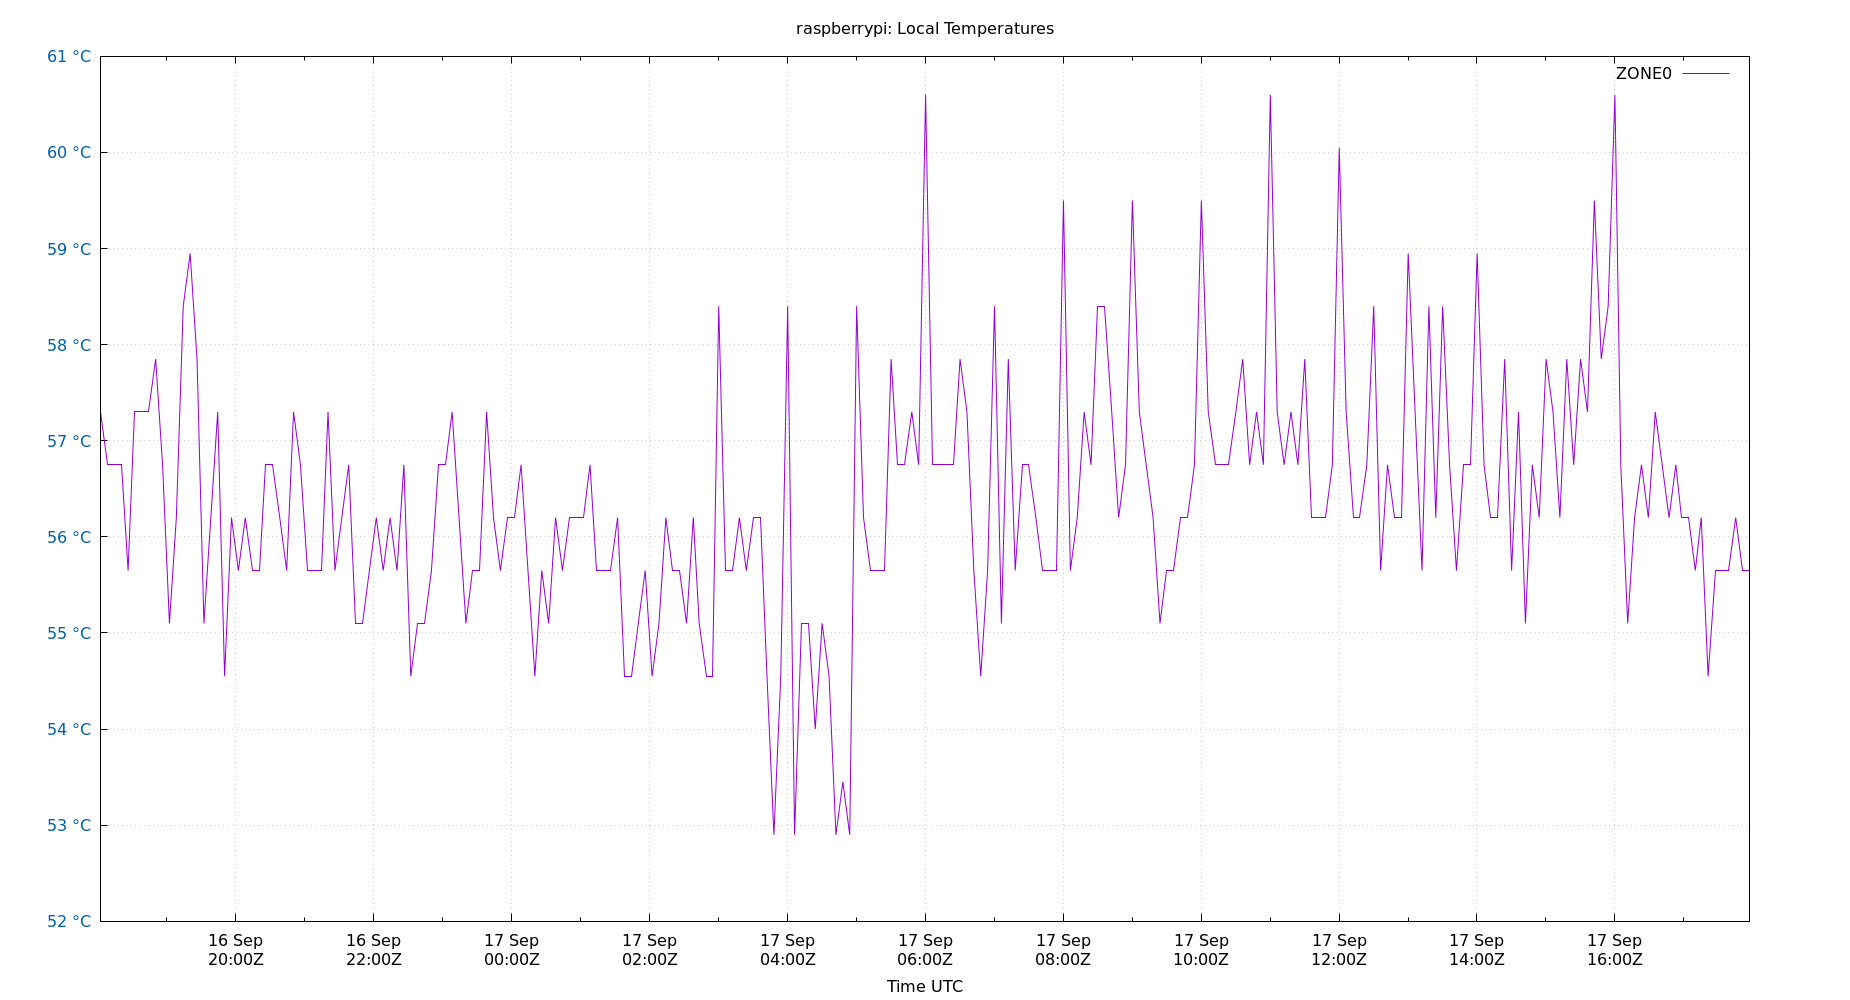 raspberrypi: Local Temperatures
61 °C
ZONE0
60 °C
59 °C
58 °C
57 °C
56 °C
55 °C
54 °C
53 °C
52 °C
16 Sep 16 Sep 17 Sep 17 Sep 17 Sep 17 Sep 17 Sep 17 Sep 17 Sep 17 Sep 17 Sep
20:00Z 22:00Z 00:00Z 02:00Z 04:00Z 06:00Z 08:00Z 10:00Z 12:00Z 14:00Z 16:00Z
Time UTC